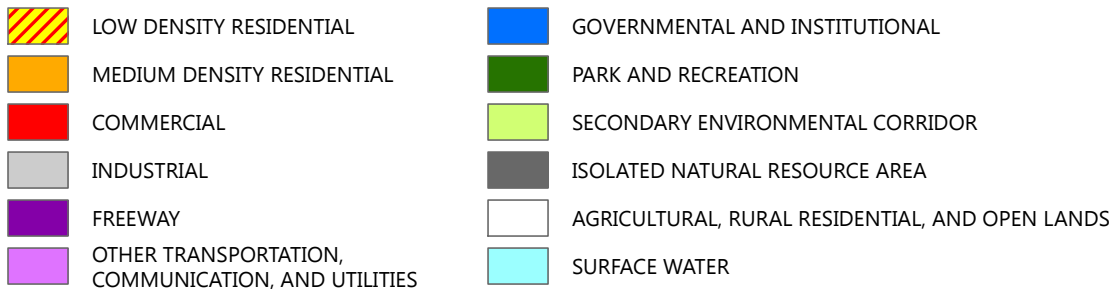 LOW DENSITY RESIDENTIAL
MEDIUM DENSITY RESIDENTIAL
COMMERCIAL
INDUSTRIAL
FREEWAY
OTHER TRANSPORTATION,
COMMUNICATION, AND UTILITIES
GOVERNMENTAL AND INSTITUTIONAL
PARK AND RECREATION
SECONDARY ENVIRONMENTAL CORRIDOR
ISOLATED NATURAL RESOURCE AREA
AGRICULTURAL, RURAL RESIDENTIAL, AND OPEN LANDS
SURFACE WATER